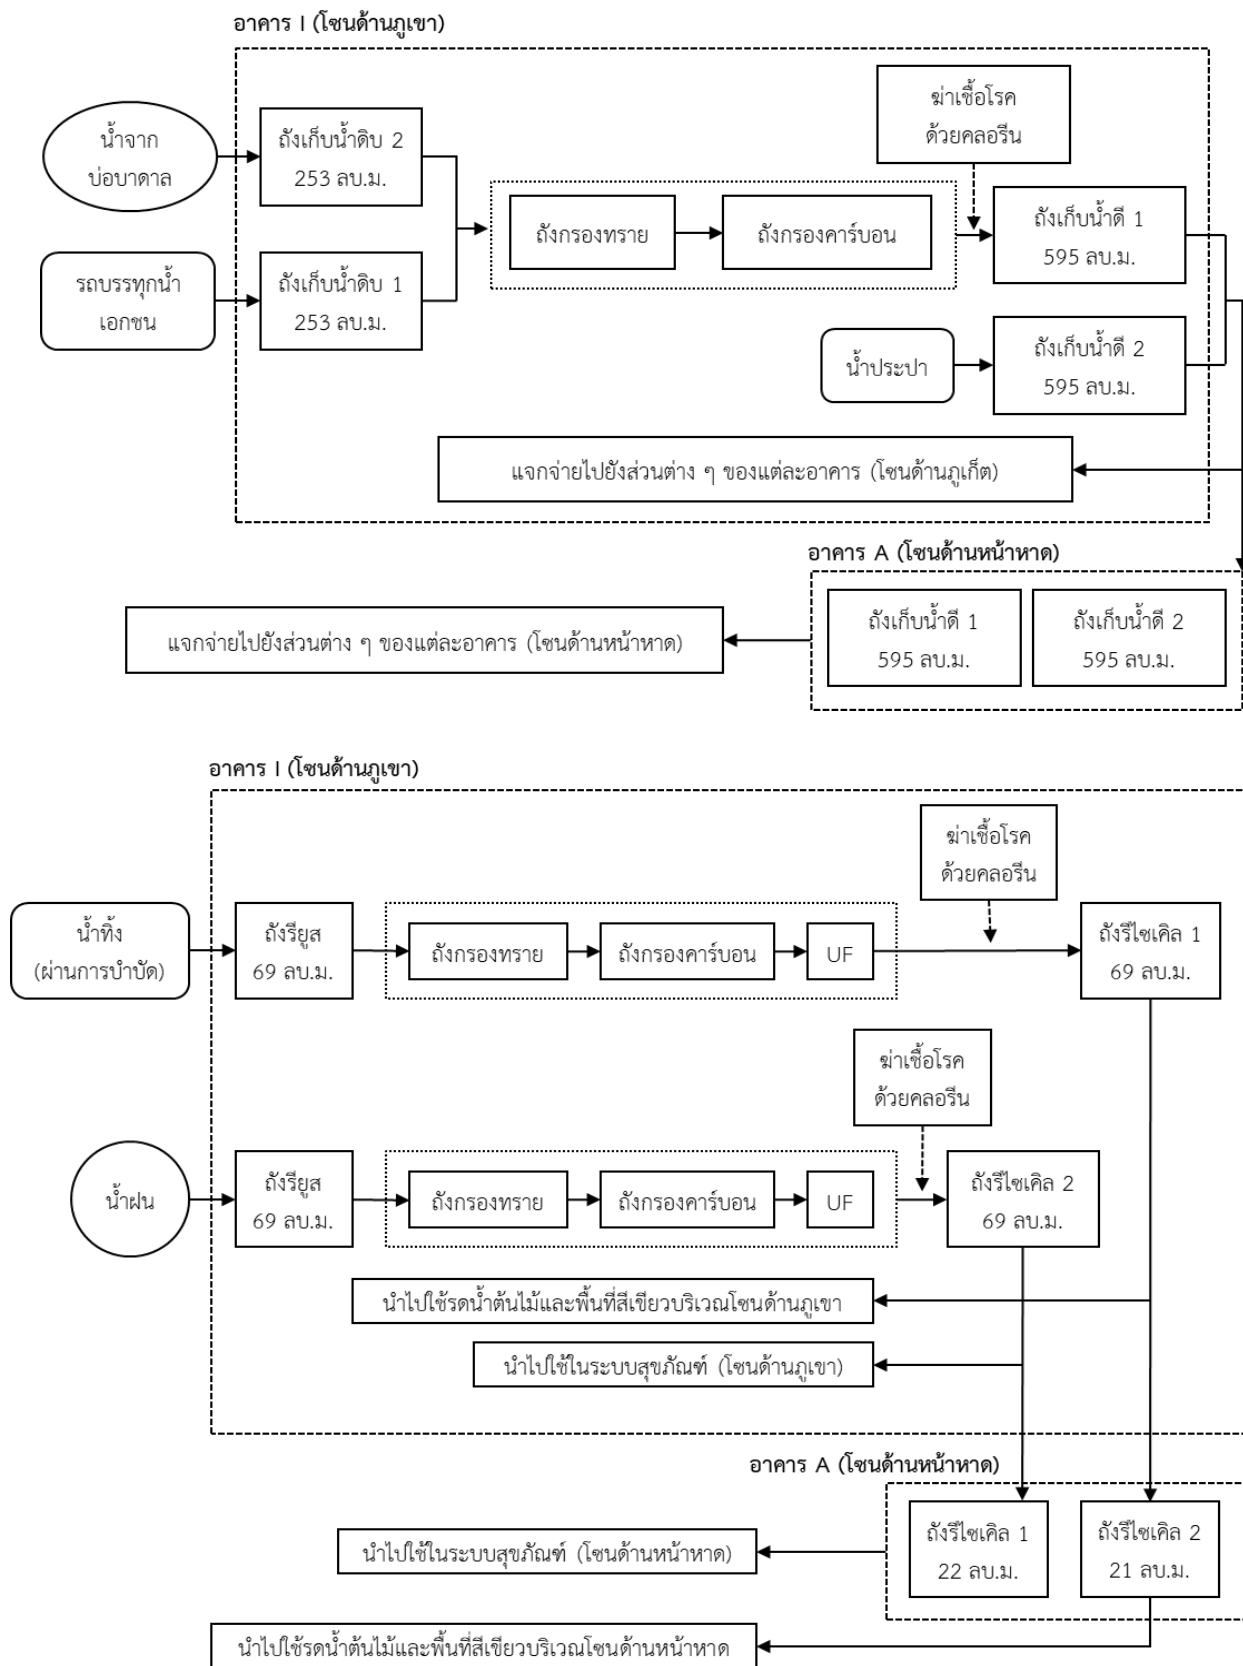 อาคาร I (โซนด้านภูเขา)
ฆ่าเชื้อโรค
ด้วยคลอรีน
น้ำจาก
บ่อบาดาล
ถังเก็บน้ำดิบ 2
253 ลบ.ม.
ถังกรองทราย
ถังกรองคาร์บอน
ถังเก็บน้ำดี 1
595 ลบ.ม.
รถบรรทุกน้ำ
เอกชน
ถังเก็บน้ำดิบ 1
253 ลบ.ม.
น้ำประปา
ถังเก็บน้ำดี 2
595 ลบ.ม.
แจกจ่ายไปยังส่วนต่าง ๆ ของแต่ละอาคาร (โซนด้านภูเก็ต)
อาคาร A (โซนด้านหน้าหาด)
แจกจ่ายไปยังส่วนต่าง ๆ ของแต่ละอาคาร (โซนด้านหน้าหาด)
ถังเก็บน้ำดี 1
595 ลบ.ม.
ถังเก็บน้ำดี 2
595 ลบ.ม.
อาคาร I (โซนด้านภูเขา)
ฆ่าเชื้อโรค
ด้วยคลอรีน
น้ำทิ้ง
(ผ่านการบำบัด)
ถังรียูส
69 ลบ.ม.
ถังกรองทราย
ถังกรองคาร์บอน
UF
ถังรีไซเคิล 1
69 ลบ.ม.
ฆ่าเชื้อโรค
ด้วยคลอรีน
น้ำฝน
ถังรียูส
69 ลบ.ม.
ถังกรองทราย
ถังกรองคาร์บอน
UF
ถังรีไซเคิล 2
69 ลบ.ม.
นำไปใช้รดน้ำต้นไม้และพื้นที่สีเขียวบริเวณโซนด้านภูเขา
นำไปใช้ในระบบสุขภัณฑ์ (โซนด้านภูเขา)
อาคาร A (โซนด้านหน้าหาด)
นำไปใช้ในระบบสุขภัณฑ์ (โซนด้านหน้าหาด)
ถังรีไซเคิล 1
22 ลบ.ม.
ถังรีไซเคิล 2
21 ลบ.ม.
นำไปใช้รดน้ำต้นไม้และพื้นที่สีเขียวบริเวณโซนด้านหน้าหาด